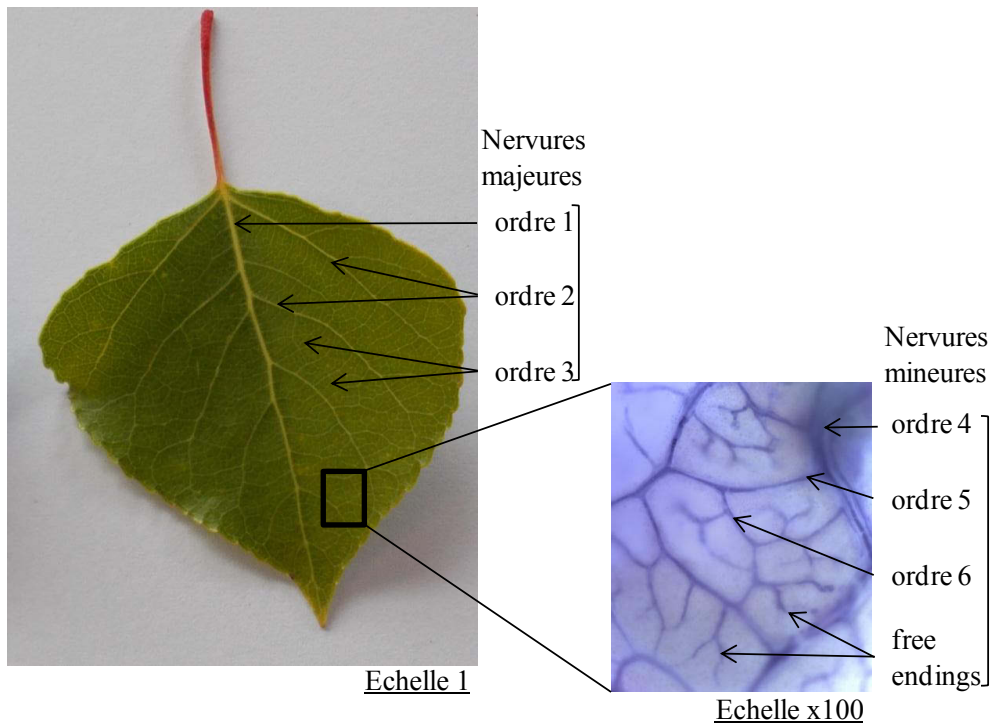 Nervures
majeures
ordre 1
ordre 2
ordre 3
Echelle 1
Nervures
mineures
ordre 4
ordre 5
ordre 6
free
endings
Echelle x100